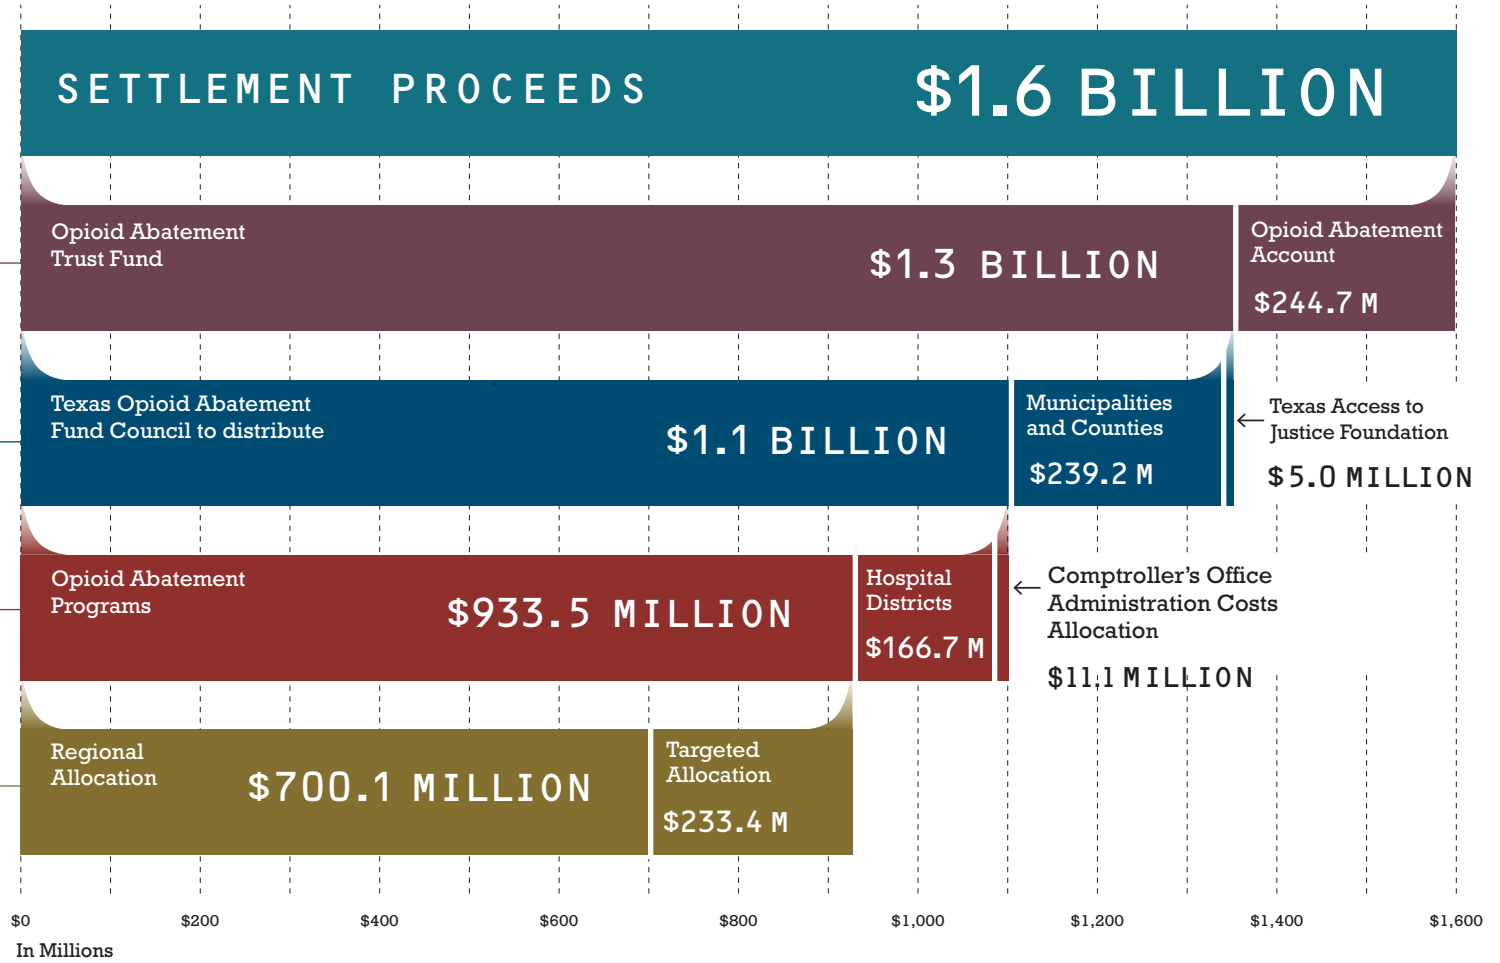 SETTLEMENT PROCEEDS
$1.6 BILLION
Opioid Abatement
Trust Fund
$1.3 BILLION
Opioid Abatement
Account
$244.7 M
Texas Opioid Abatement
Fund Council to distribute
$1.1 BILLION
Municipalities
and Counties
$239.2 M
Texas Access to
Justice Foundation
$5.0 MILLION
Opioid Abatement
Programs
$933.5 MILLION
Hospital
Districts
$166.7 M
Comptroller’s Office
Administration Costs
Allocation
$11.1 MILLION
Regional
Allocation
$700.1 MILLION
Targeted
Allocation
$233.4 M
$0 $200 $400 $600 $800 $1,000 $1,200 $1,400 $1,600
In Millions